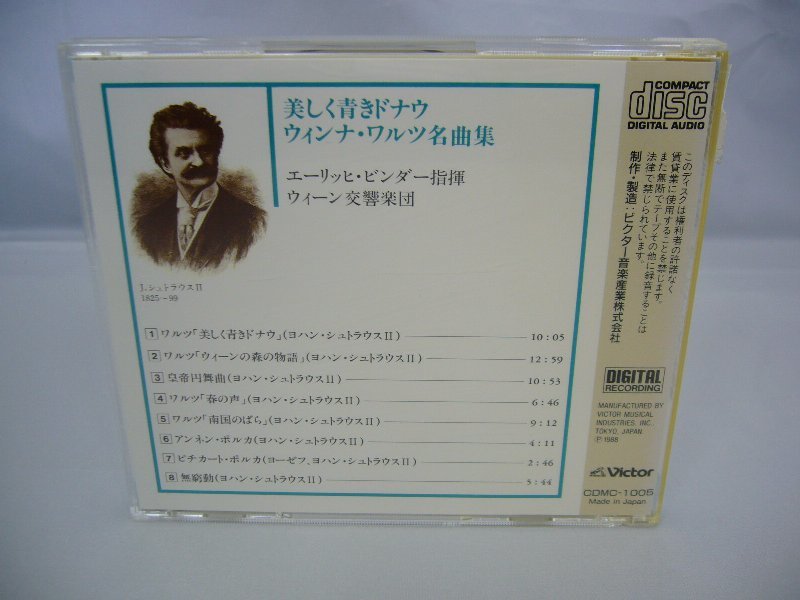 美しく青きドナウ
ウィンナ・ワルツ名曲集
エーリッヒ・ビンダー指揮
ウィーン交響楽団
J.シュトラウスⅡ
1825－99
1 ワルツ「美しく青きドナウ」(ヨハン・シュトラウスⅡ) 10：05
2 ワルツ「ウィーンの森の物語」(ヨハン・シュトラウスⅡ) 12：59
3 皇帝円舞曲(ヨハン・シュトラウスⅡ) 10：53
4 ワルツ「春の声」(ヨハン・シュトラウスⅡ) 6：46
5 ワルツ「南国のばら」(ヨハン・シュトラウスⅡ) 9：12
6 アンネン・ポルカ(ヨハン・シュトラウスⅡ) 4：11
7 ピチカート・ポルカ(ヨーゼフ、ヨハン・シュトラウスⅡ) 2：46
8 無窮動(ヨハン・シュトラウスⅡ) 5：44
COMPACT
disc
DIGITAL AUDIO
このディスクは権利者の許諾なく
賃貸業に使用することを禁じます。
また無断でテープその他に録音することは
法律で禁じられています。
制作・製造：ビクター音楽産業株式会社
DIGITAL
RECORDING
MANUFACTURED BY
VICTOR MUSICAL
INDUSTRIES. INC.,
TOKYO, JAPAN.
Ⓟ1988
Victor
CDMC-1005
Made in Japan